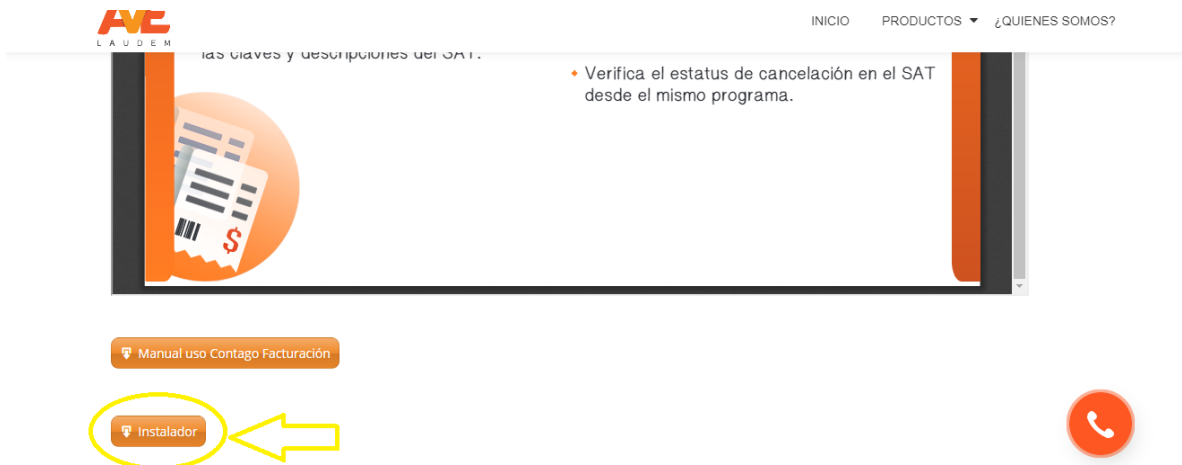 AVC
LAUDEM
INICIO PRODUCTOS ¿QUIENES SOMOS?
las claves y descripciones del SAT.
• Verifica el estatus de cancelación en el SAT
desde el mismo programa.
$
Manual uso Contago Facturación
Instalador